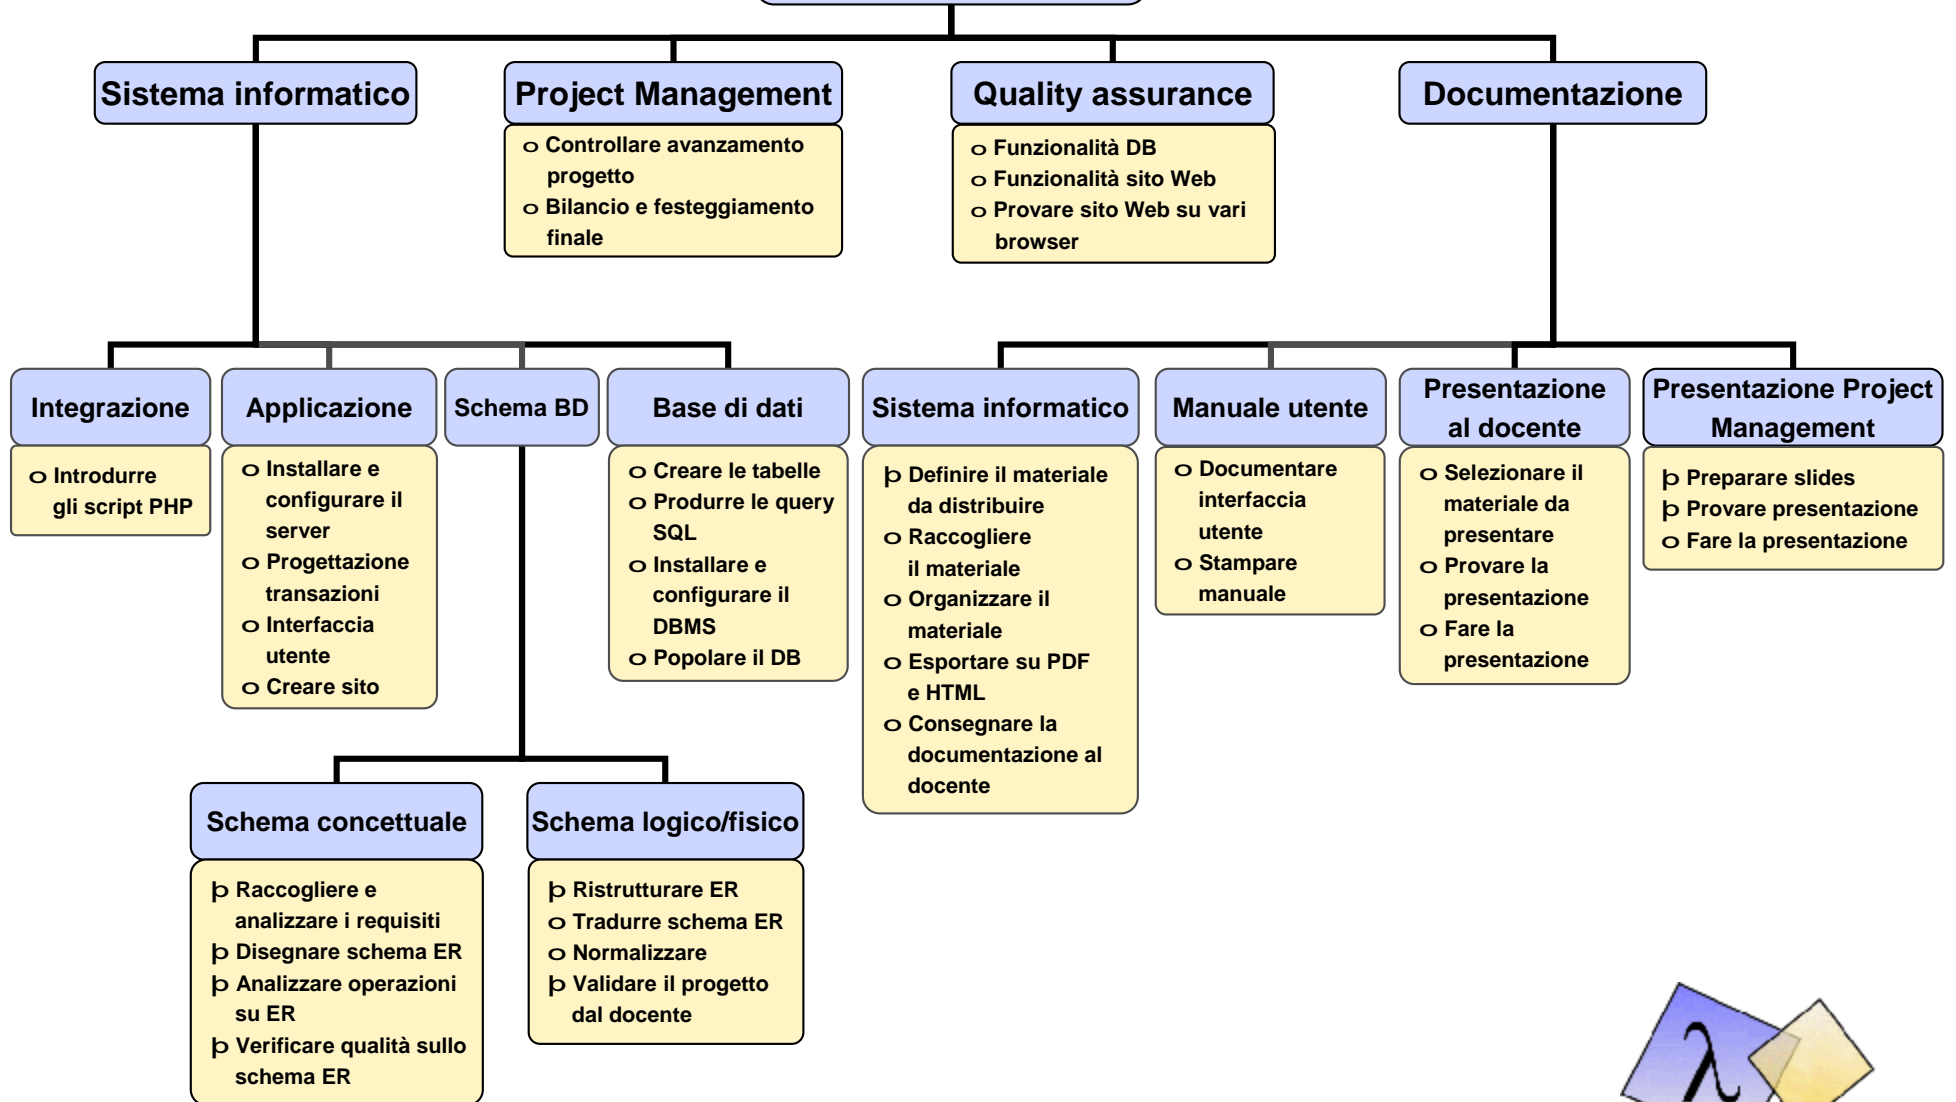 Sistema informatico
Project Management
o Controllare avanzamento
progetto
o Bilancio e festeggiamento
finale
Quality assurance
o Funzionalità DB
o Funzionalità sito Web
o Provare sito Web su vari
browser
Documentazione
Integrazione
o Introdurre
gli script PHP
Applicazione
o Installare e
configurare il
server
o Progettazione
transazioni
o Interfaccia
utente
o Creare sito
Schema BD
Base di dati
o Creare le tabelle
o Produrre le query
SQL
o Installare e
configurare il
DBMS
o Popolare il DB
Sistema informatico
þ Definire il materiale
da distribuire
o Raccogliere
il materiale
o Organizzare il
materiale
o Esportare su PDF
e HTML
o Consegnare la
documentazione al
docente
Manuale utente
o Documentare
interfaccia
utente
o Stampare
manuale
Presentazione
al docente
o Selezionare il
materiale da
presentare
o Provare la
presentazione
o Fare la
presentazione
Presentazione Project
Management
þ Preparare slides
þ Provare presentazione
o Fare la presentazione
Schema concettuale
þ Raccogliere e
analizzare i requisiti
þ Disegnare schema ER
þ Analizzare operazioni
su ER
þ Verificare qualità sullo
schema ER
Schema logico/fisico
þ Ristrutturare ER
o Tradurre schema ER
o Normalizzare
þ Validare il progetto
dal docente
λ